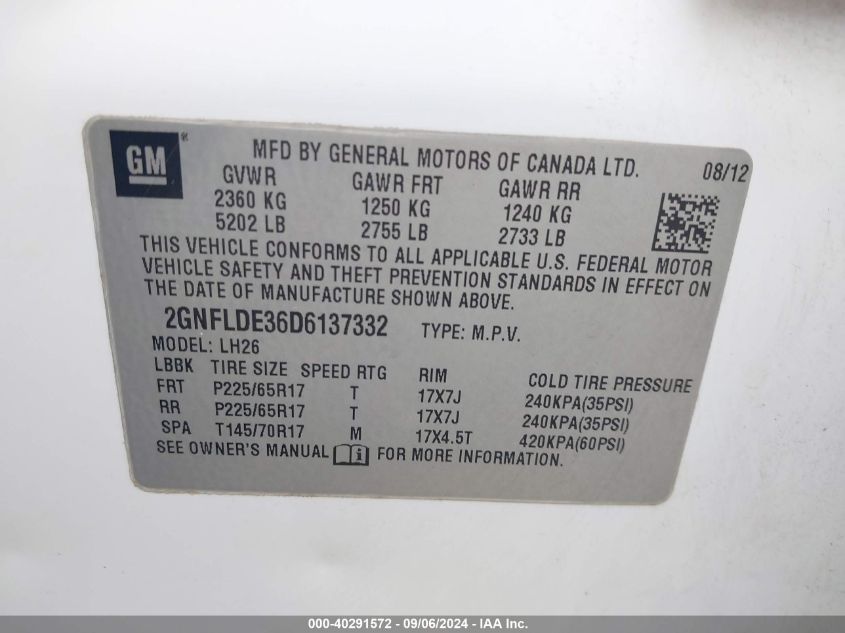 GM ®
MFD BY GENERAL MOTORS OF CANADA LTD. 08/12
GVWR GAWR FRT GAWR RR
2360 KG 1250 KG 1240 KG
5202 LB 2755 LB 2733 LB
THIS VEHICLE CONFORMS TO ALL APPLICABLE U.S. FEDERAL MOTOR
VEHICLE SAFETY AND THEFT PREVENTION STANDARDS IN EFFECT ON
THE DATE OF MANUFACTURE SHOWN ABOVE.
2GNFLDE36D6137332 TYPE: M.P.V.
MODEL: LH26
LBBK TIRE SIZE SPEED RTG RIM COLD TIRE PRESSURE
FRT P225/65R17 T 17X7J 240KPA(35PSI)
RR P225/65R17 T 17X7J 240KPA(35PSI)
SPA T145/70R17 M 17X4.5T 420KPA(60PSI)
SEE OWNER'S MANUAL FOR MORE INFORMATION.
000-40291572 - 09/06/2024 - IAA Inc.